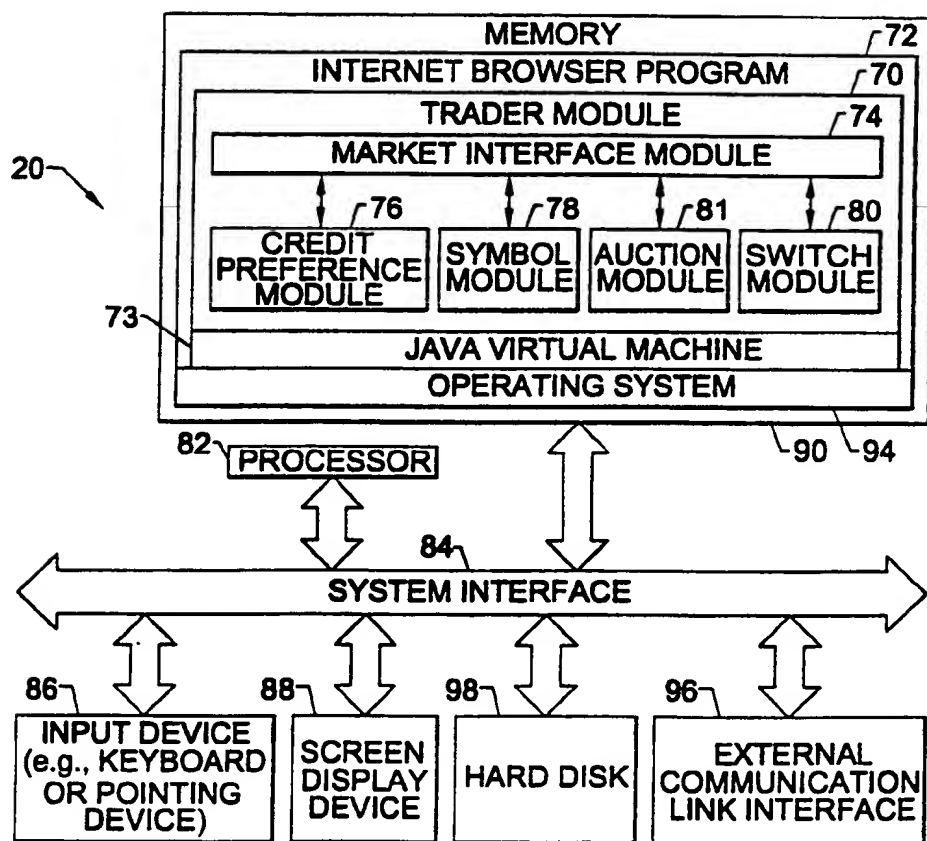 MEMORY
72
INTERNET BROWSER PROGRAM
70
TRADER MODULE
74
MARKET INTERFACE MODULE
20
76
78
81
80
CREDIT
PREFERENCE
MODULE
SYMBOL
MODULE
AUCTION
MODULE
SWITCH
MODULE
73
JAVA VIRTUAL MACHINE
OPERATING SYSTEM
82
PROCESSOR
90
94
84
SYSTEM INTERFACE
86
88
98
96
INPUT DEVICE
(e.g., KEYBOARD
OR POINTING
DEVICE)
SCREEN
DISPLAY
DEVICE
HARD DISK
EXTERNAL
COMMUNICATION
LINK INTERFACE